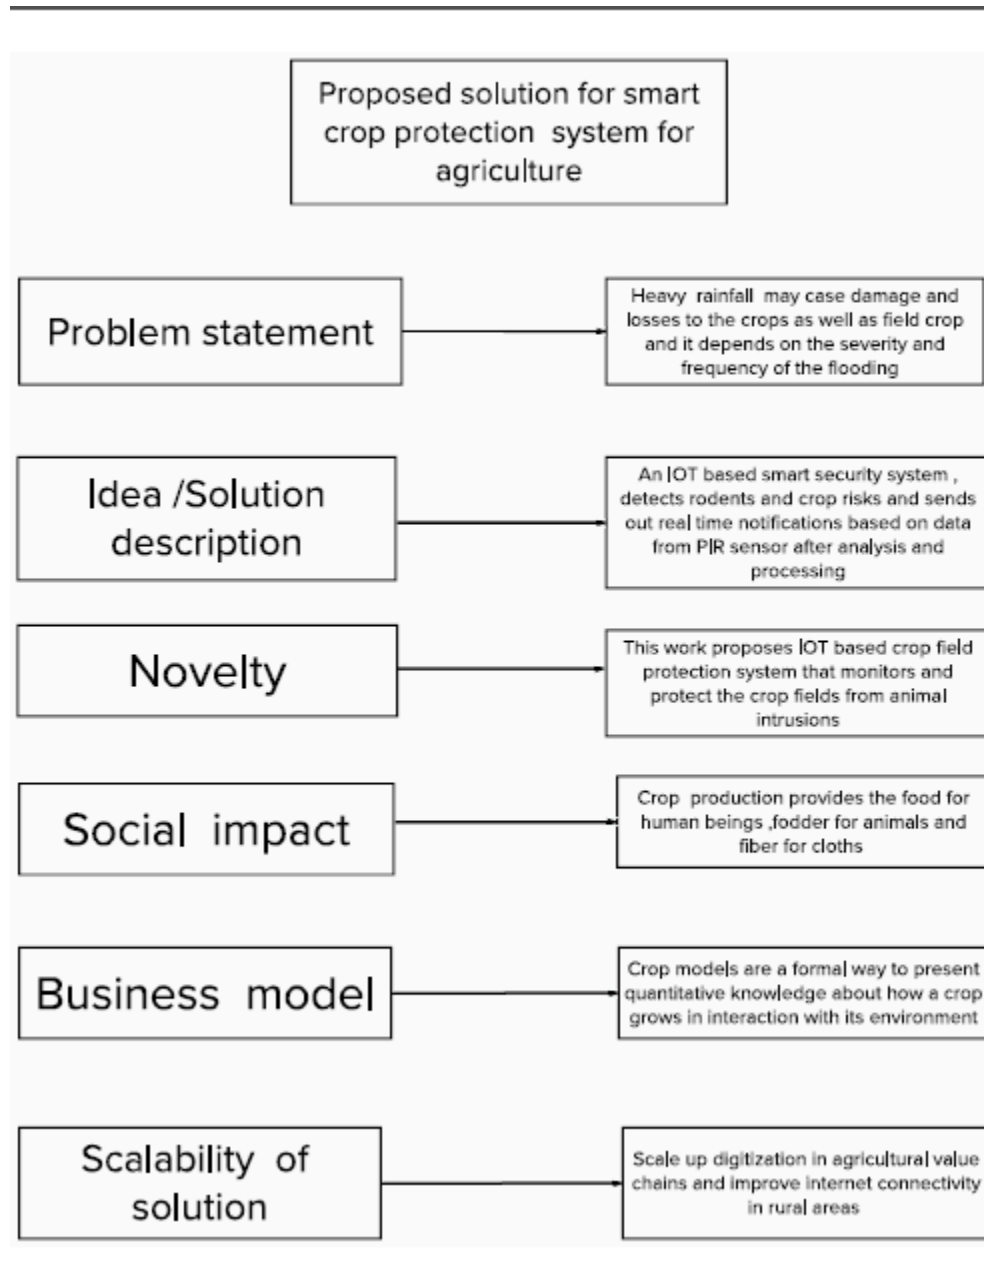 Proposed solution for smart
crop protection system for
agriculture
Problem statement
Heavy rainfall may case damage and
losses to the crops as well as field crop
and it depends on the severity and
frequency of the flooding
Idea /Solution
description
An IOT based smart security system ,
detects rodents and crop risks and sends
out real time notifications based on data
from PIR sensor after analysis and
processing
Novelty
This work proposes IOT based crop field
protection system that monitors and
protect the crop fields from animal
intrusions
Social impact
Crop production provides the food for
human beings ,fodder for animals and
fiber for cloths
Business model
Crop models are a formal way to present
quantitative knowledge about how a crop
grows in interaction with its environment
Scalability of
solution
Scale up digitization in agricultural value
chains and improve internet connectivity
in rural areas